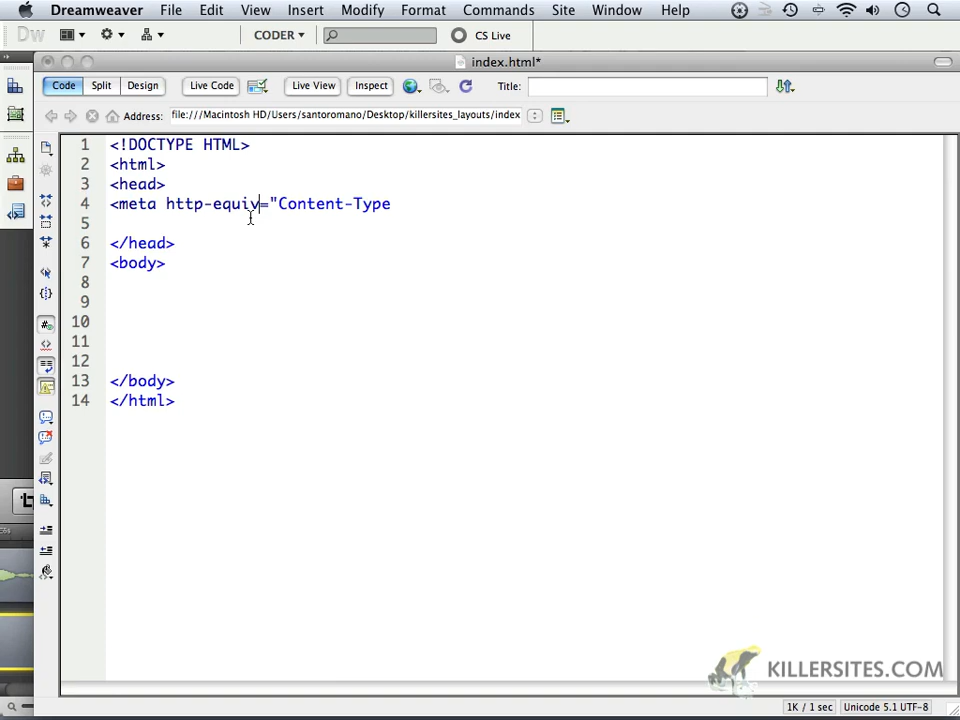 Dreamweaver File Edit View Insert Modify Format Commands Site Window Help
Dw CODER CS Live
index.html*
Code Split Design Live Code Live View Inspect Title:
Address: file:///Macintosh HD/Users/santoromano/Desktop/killersites_layouts/index
1 <!DOCTYPE HTML>
2 <html>
3 <head>
4 <meta http-equiv="Content-Type
5
6 </head>
7 <body>
8
9
10
11
12
13 </body>
14 </html>
KILLERSITES.COM
1K / 1 sec Unicode 5.1 UTF-8